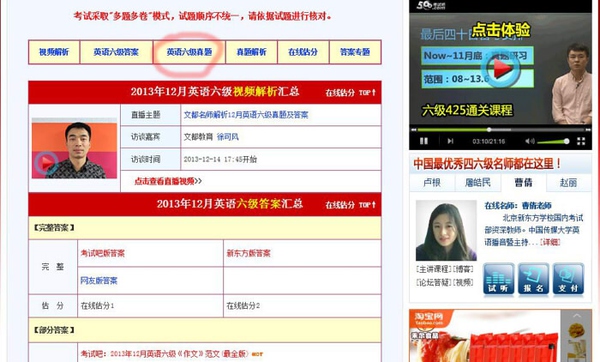 考试采取"多题多卷"模式，试题顺序不统一，请依据试题进行核对。
视频解析 英语六级答案 英语六级真题 真题解析 在线估分 答案专题
2013年12月英语六级视频解析汇总 在线估分 TOP↑
直播主题 文都名师解析12月英语六级真题及答案
访谈嘉宾 文都教育 徐可风
访谈时间 2013-12-14 17:45开始
点击查看直播视频>>
2013年12月英语六级答案汇总 在线估分 TOP↑
【完整答案】
完 整 考试吧版答案 新东方版答案
网友版答案
估 分 在线估分1 在线估分2
【部分答案】
考试吧：2013年12月英语六级《作文》范文(最全版) HOT
点击体验
最后四十
Now~11月底：真题研习
范围：08~13.6
六级425通关课程
03:10/21:16
中国最优秀四六级名师都在这里！
卢根 屠皓民 曹倩 赵丽
在线名师：曹倩老师
北京新东方学校国内考试部资深教师。中国传媒大学英语播音暨主持...[详细]
[主讲课程][博客]
[论坛答疑][视频]
试听 报名 支付
淘宝网
Taobao.com